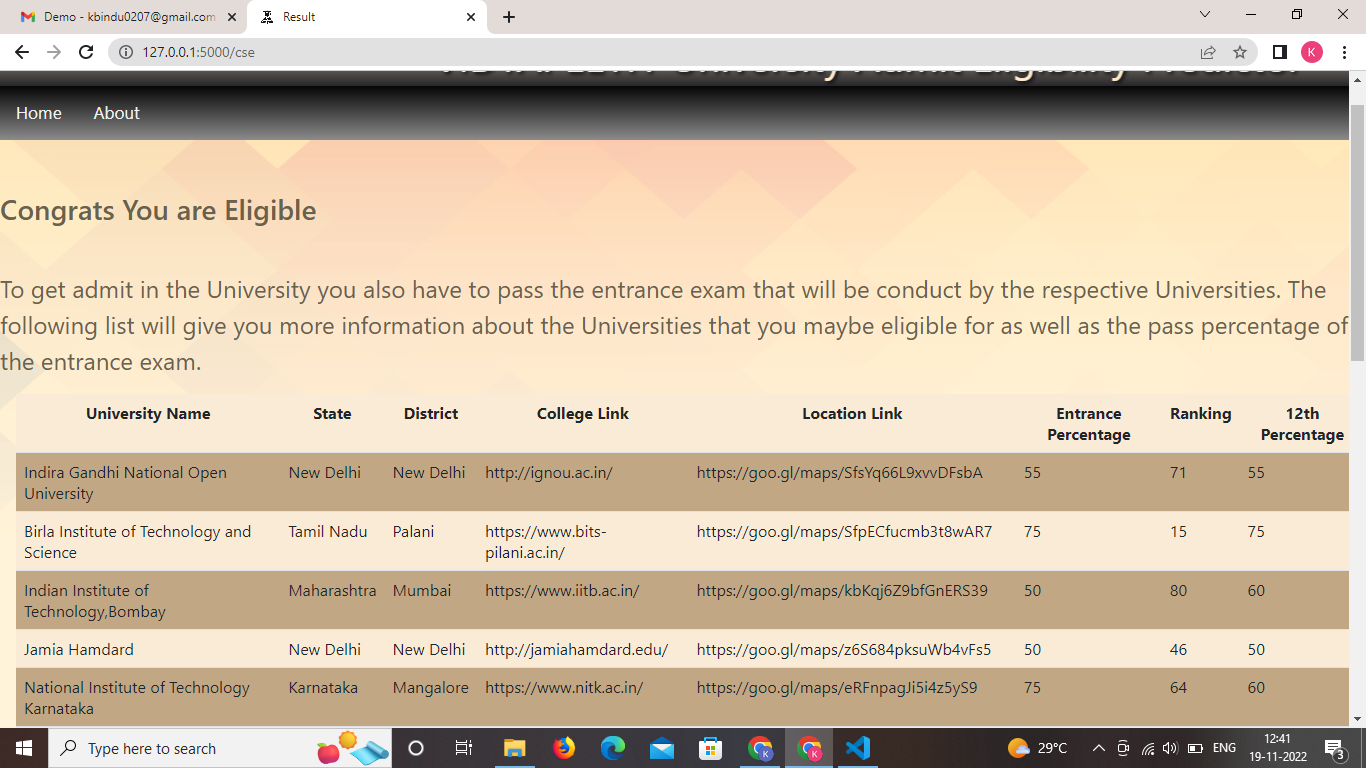 Demo - kbindu0207@gmail.com
Result
127.0.0.1:5000/cse
K
University Admit Eligibility Predictor
Home About
Congrats You are Eligible
To get admit in the University you also have to pass the entrance exam that will be conduct by the respective Universities. The
following list will give you more information about the Universities that you maybe eligible for as well as the pass percentage of
the entrance exam.
University Name State District College Link Location Link Entrance Ranking 12th
Percentage Percentage
Indira Gandhi National Open New Delhi New Delhi http://ignou.ac.in/ https://goo.gl/maps/SfsYq66L9xvvDFsbA 55 71 55
University
Birla Institute of Technology and Tamil Nadu Palani https://www.bits- https://goo.gl/maps/SfpECfucmb3t8wAR7 75 15 75
Science pilani.ac.in/
Indian Institute of Maharashtra Mumbai https://www.iitb.ac.in/ https://goo.gl/maps/kbKqj6Z9bfGnERS39 50 80 60
Technology,Bombay
Jamia Hamdard New Delhi New Delhi http://jamiahamdard.edu/ https://goo.gl/maps/z6S684pksuWb4vFs5 50 46 50
National Institute of Technology Karnataka Mangalore https://www.nitk.ac.in/ https://goo.gl/maps/eRFnpagJi5i4z5yS9 75 64 60
Karnataka
Type here to search
29°C
ENG
12:41
19-11-2022
3